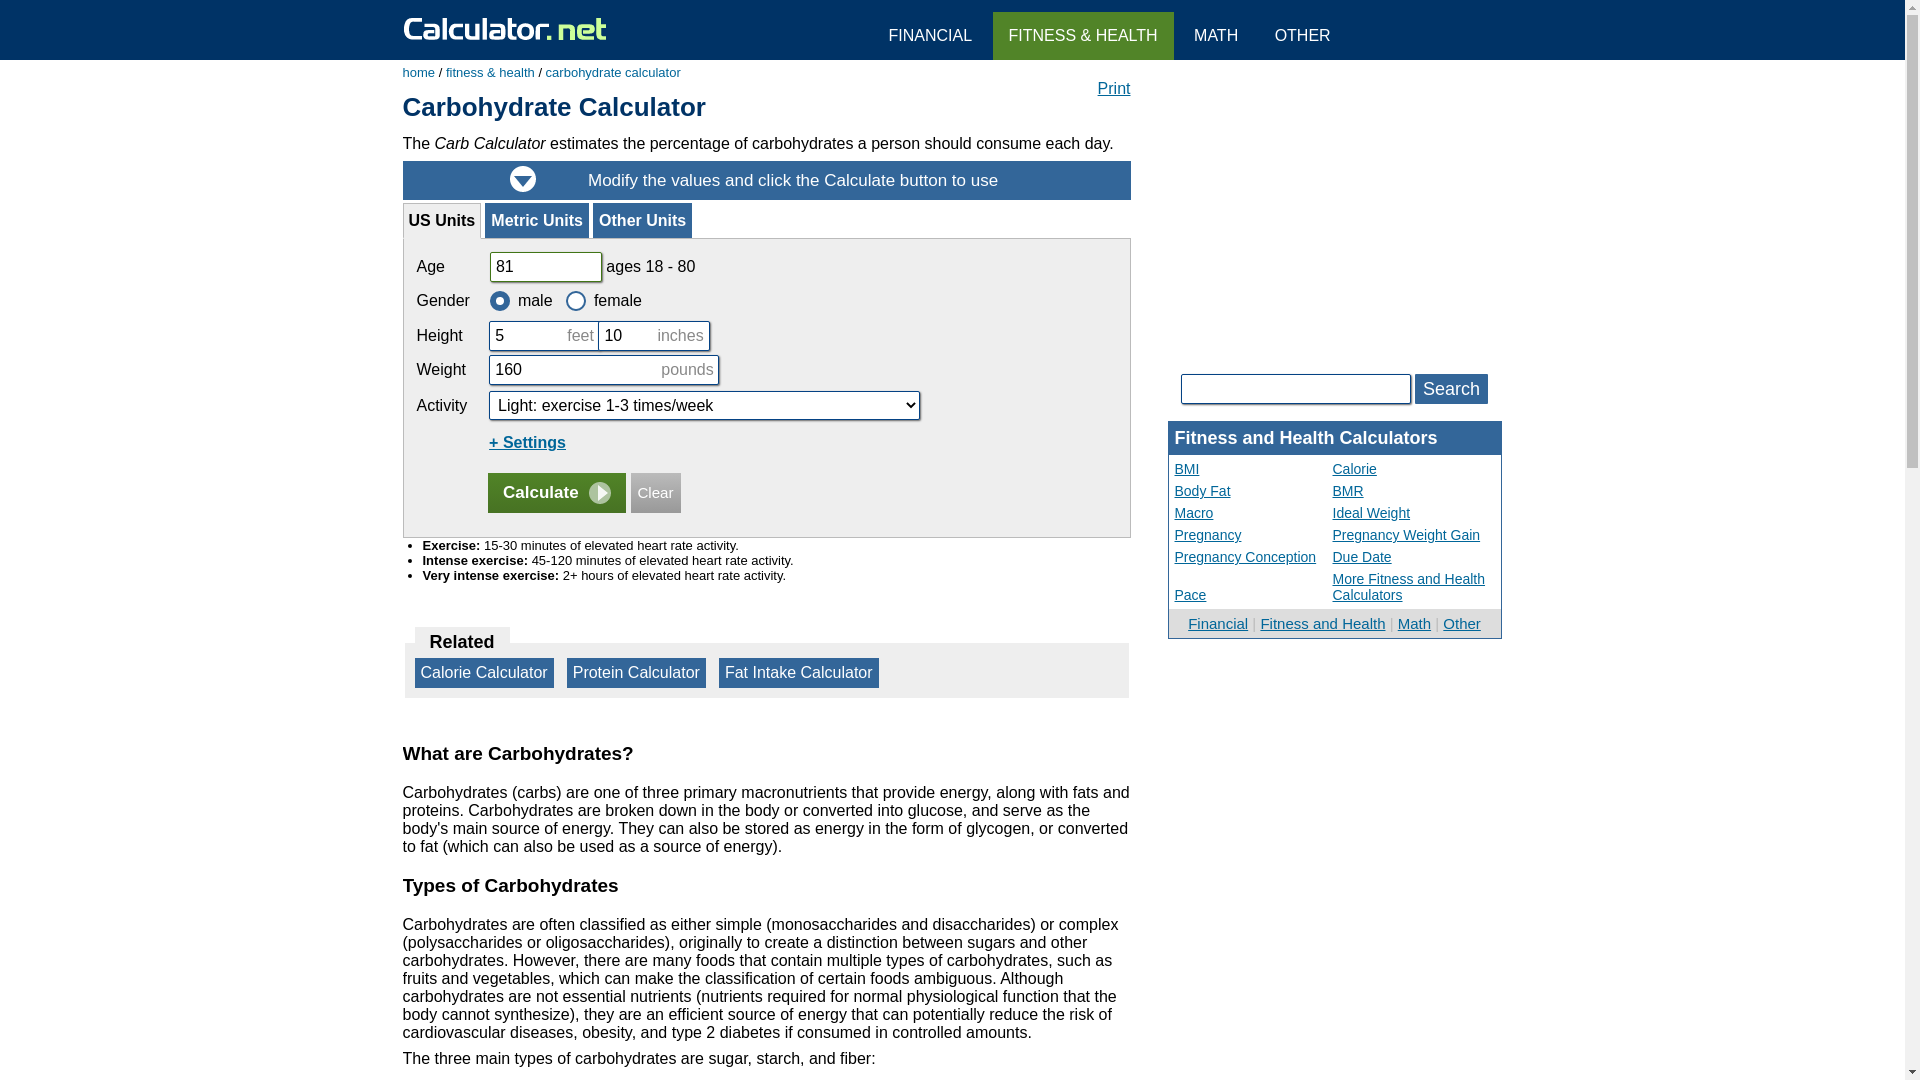 Calculator.net
FINANCIAL
FITNESS & HEALTH
MATH
OTHER
home / fitness & health / carbohydrate calculator
Print
Carbohydrate Calculator
The Carb Calculator estimates the percentage of carbohydrates a person should consume each day.
Modify the values and click the Calculate button to use
US Units
Metric Units
Other Units
Age 81 ages 18 - 80
Gender male female
Height 5 feet 10 inches
Weight 160 pounds
Activity Light: exercise 1-3 times/week
+ Settings
Calculate
Clear
Exercise: 15-30 minutes of elevated heart rate activity.
Intense exercise: 45-120 minutes of elevated heart rate activity.
Very intense exercise: 2+ hours of elevated heart rate activity.
Related
Calorie Calculator
Protein Calculator
Fat Intake Calculator
What are Carbohydrates?
Carbohydrates (carbs) are one of three primary macronutrients that provide energy, along with fats and
proteins. Carbohydrates are broken down in the body or converted into glucose, and serve as the
body's main source of energy. They can also be stored as energy in the form of glycogen, or converted
to fat (which can also be used as a source of energy).
Types of Carbohydrates
Carbohydrates are often classified as either simple (monosaccharides and disaccharides) or complex
(polysaccharides or oligosaccharides), originally to create a distinction between sugars and other
carbohydrates. However, there are many foods that contain multiple types of carbohydrates, such as
fruits and vegetables, which can make the classification of certain foods ambiguous. Although
carbohydrates are not essential nutrients (nutrients required for normal physiological function that the
body cannot synthesize), they are an efficient source of energy that can potentially reduce the risk of
cardiovascular diseases, obesity, and type 2 diabetes if consumed in controlled amounts.
The three main types of carbohydrates are sugar, starch, and fiber:
Search
Fitness and Health Calculators
BMI
Calorie
Body Fat
BMR
Macro
Ideal Weight
Pregnancy
Pregnancy Weight Gain
Pregnancy Conception
Due Date
Pace
More Fitness and Health
Calculators
Financial | Fitness and Health | Math | Other